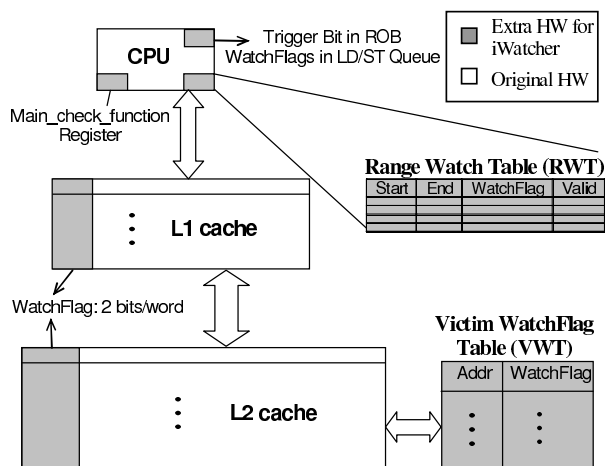 Trigger Bit in ROB
WatchFlags in LD/ST Queue
CPU
Extra HW for
iWatcher
Original HW
Main_check_function
Register
Range Watch Table (RWT)
Start End WatchFlag Valid
L1 cache
WatchFlag: 2 bits/word
Victim WatchFlag
Table (VWT)
Addr WatchFlag
L2 cache